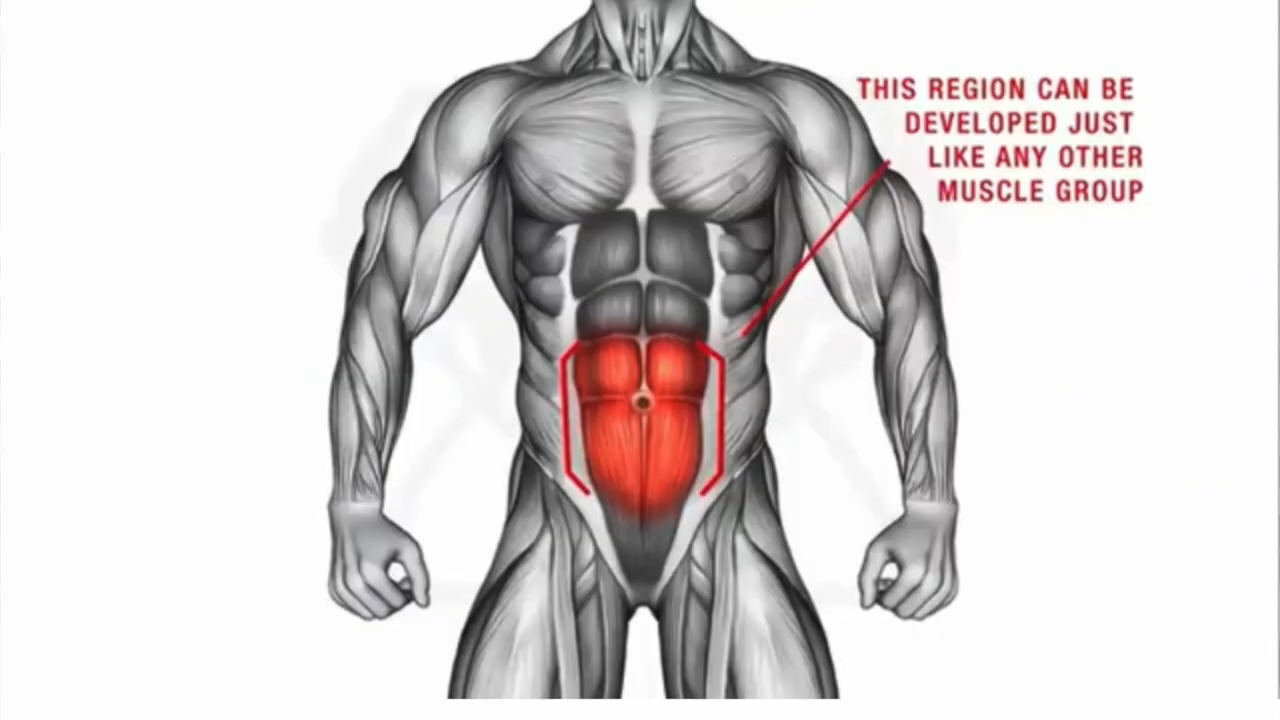 THIS REGION CAN BE
DEVELOPED JUST
LIKE ANY OTHER
MUSCLE GROUP